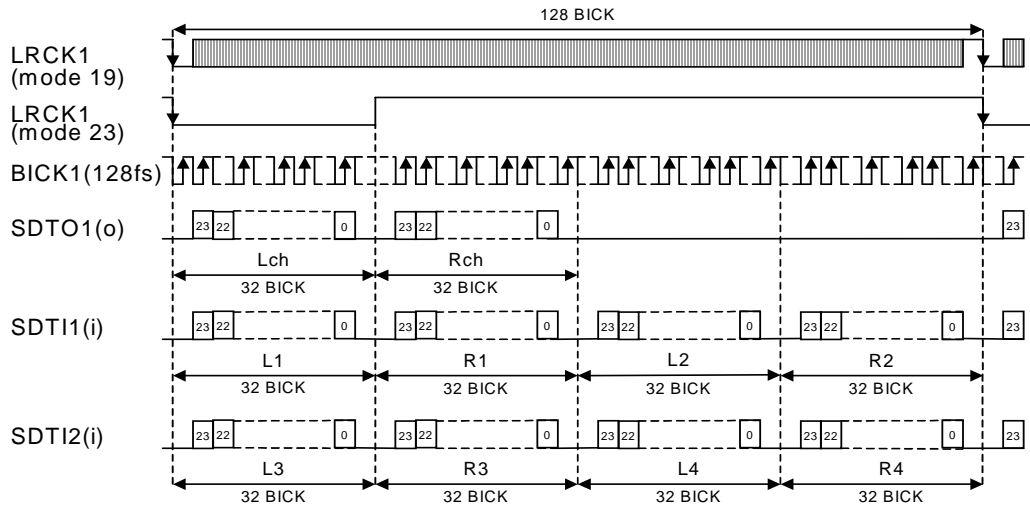 128 BICK
LRCK1
(mode 19)
LRCK1
(mode 23)
BICK1(128fs)
SDTO1(o)
23 22 0 23 22 0 23
Lch Rch
32 BICK 32 BICK
SDTI1(i)
23 22 0 23 22 0 23 22 0 23 22 0 23
L1 R1 L2 R2
32 BICK 32 BICK 32 BICK 32 BICK
SDTI2(i)
23 22 0 23 22 0 23 22 0 23 22 0 23
L3 R3 L4 R4
32 BICK 32 BICK 32 BICK 32 BICK